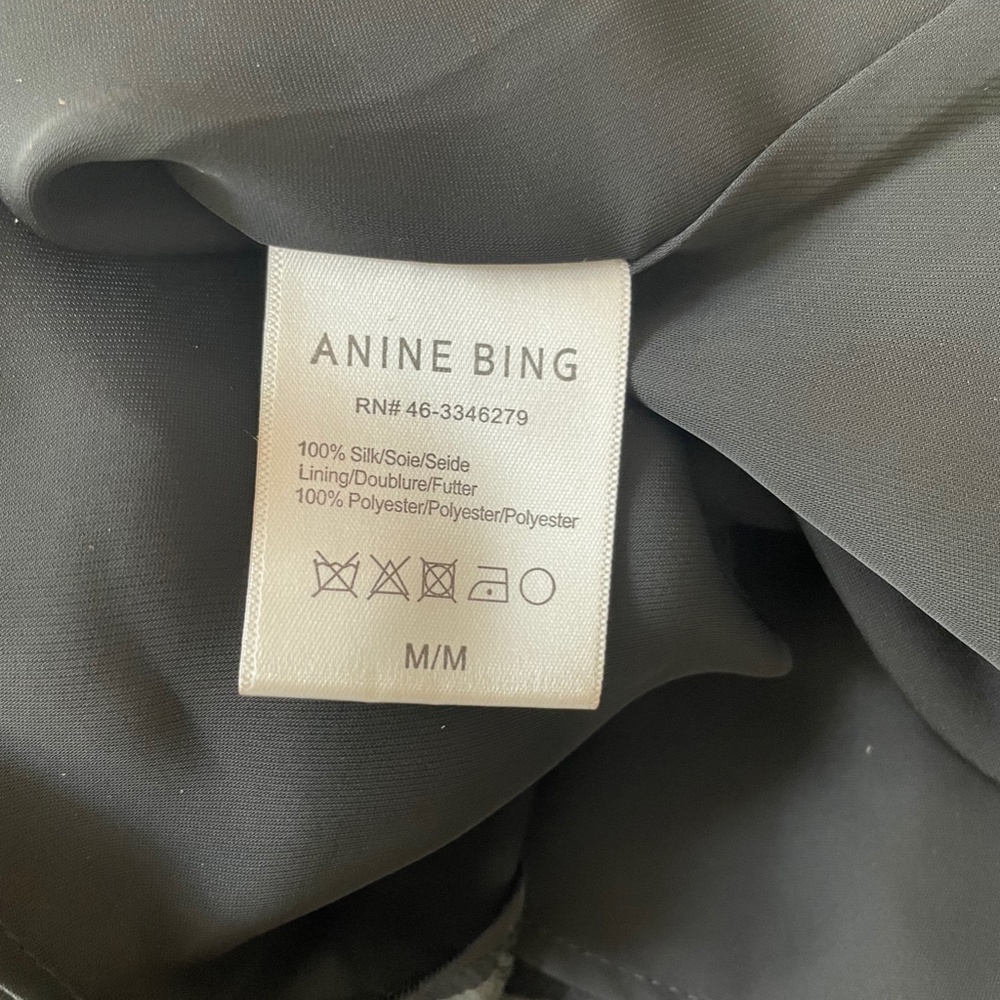 ANINE BING
RN# 46-3346279
100% Silk/Soie/Seide
Lining/Doublure/Futter
100% Polyester/Polyester/Polyester
M/M